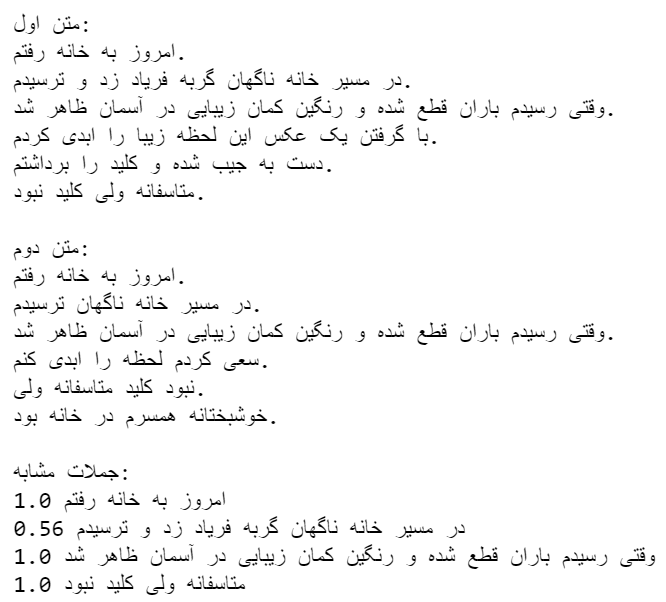 متن اول:
امروز به خانه رفتم.
در مسیر خانه ناگهان گربه فریاد زد و ترسیدم.
وقتی رسیدم باران قطع شده و رنگین کمان زیبایی در آسمان ظاهر شد.
با گرفتن یک عکس این لحظه زیبا را ابدی کردم.
دست به جیب شده و کلید را برداشتم.
متاسفانه ولی کلید نبود.
متن دوم:
امروز به خانه رفتم.
در مسیر خانه ناگهان ترسیدم.
وقتی رسیدم باران قطع شده و رنگین کمان زیبایی در آسمان ظاهر شد.
سعی کردم لحظه را ابدی کنم.
نبود کلید متاسفانه ولی.
خوشبختانه همسرم در خانه بود.
جملات مشابه:
امروز به خانه رفتم 1.0
در مسیر خانه ناگهان گربه فریاد زد و ترسیدم 0.56
وقتی رسیدم باران قطع شده و رنگین کمان زیبایی در آسمان ظاهر شد 1.0
متاسفانه ولی کلید نبود 1.0